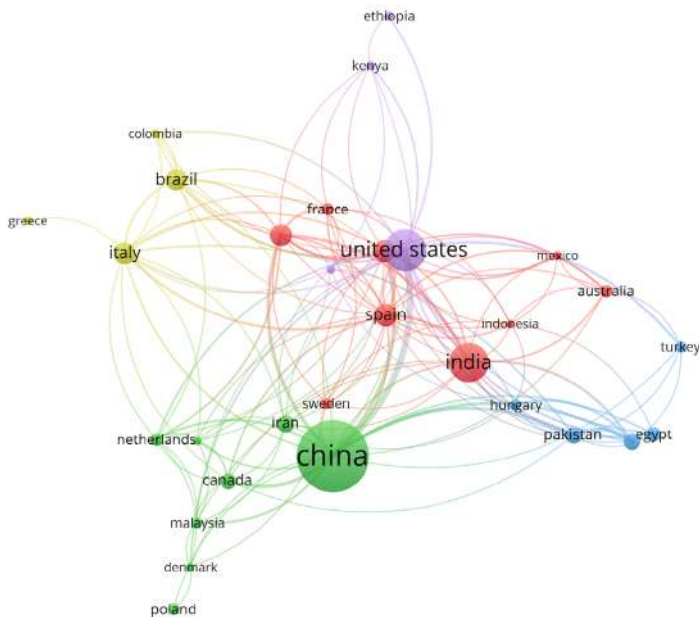 ethiopia
kenya
colombia
brazil
france
greece
italy
united states
mexico
australia
spain
indonesia
turkey
india
sweden
hungary
iran
netherlands
pakistan
egypt
china
canada
malaysia
denmark
poland